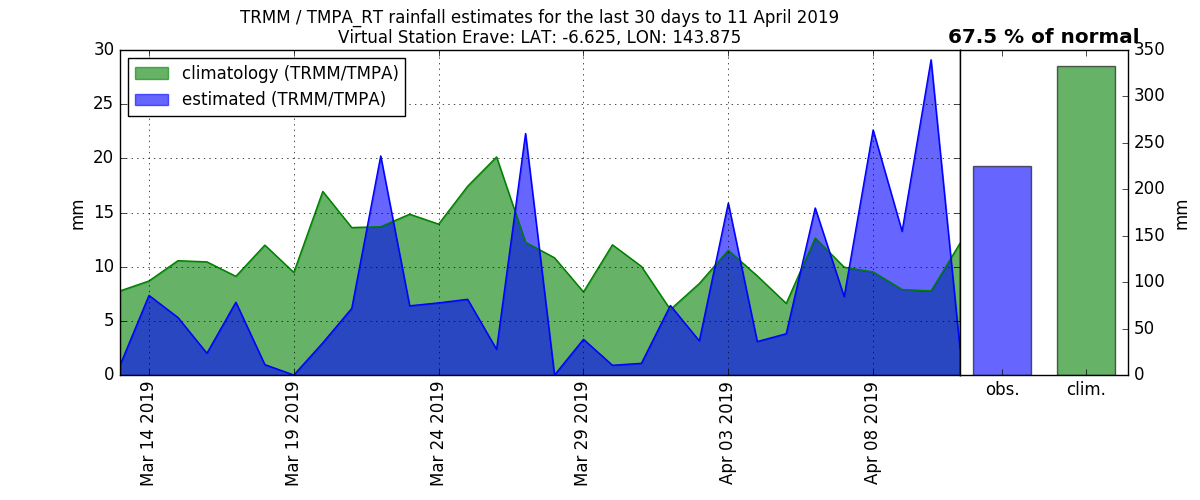 TRMM / TMPA_RT rainfall estimates for the last 30 days to 11 April 2019
Virtual Station Erave: LAT: -6.625, LON: 143.875
67.5 % of normal
climatology (TRMM/TMPA)
estimated (TRMM/TMPA)
30
25
20
15
10
5
0
mm
Mar 14 2019
Mar 19 2019
Mar 24 2019
Mar 29 2019
Apr 03 2019
Apr 08 2019
350
300
250
200
150
100
50
0
mm
obs.
clim.